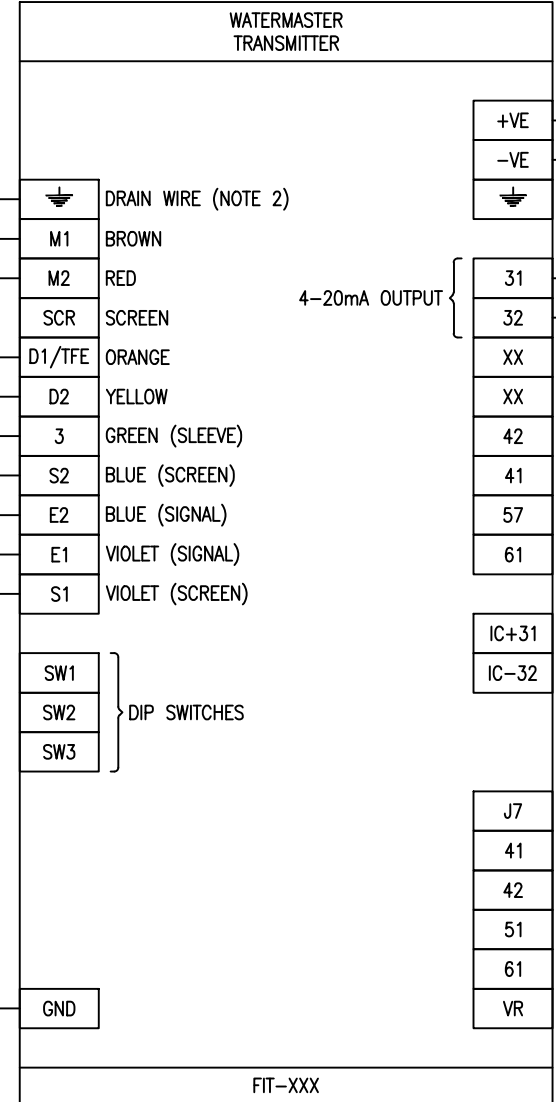 WATERMASTER
TRANSMITTER
+VE
-VE
DRAIN WIRE (NOTE 2)
M1 BROWN
M2 RED
SCR SCREEN
D1/TFE ORANGE
D2 YELLOW
3 GREEN (SLEEVE)
S2 BLUE (SCREEN)
E2 BLUE (SIGNAL)
E1 VIOLET (SIGNAL)
S1 VIOLET (SCREEN)
4-20mA OUTPUT
31
32
XX
XX
42
41
57
61
IC+31
IC-32
SW1
SW2
SW3
DIP SWITCHES
J7
41
42
51
61
VR
GND
FIT-XXX